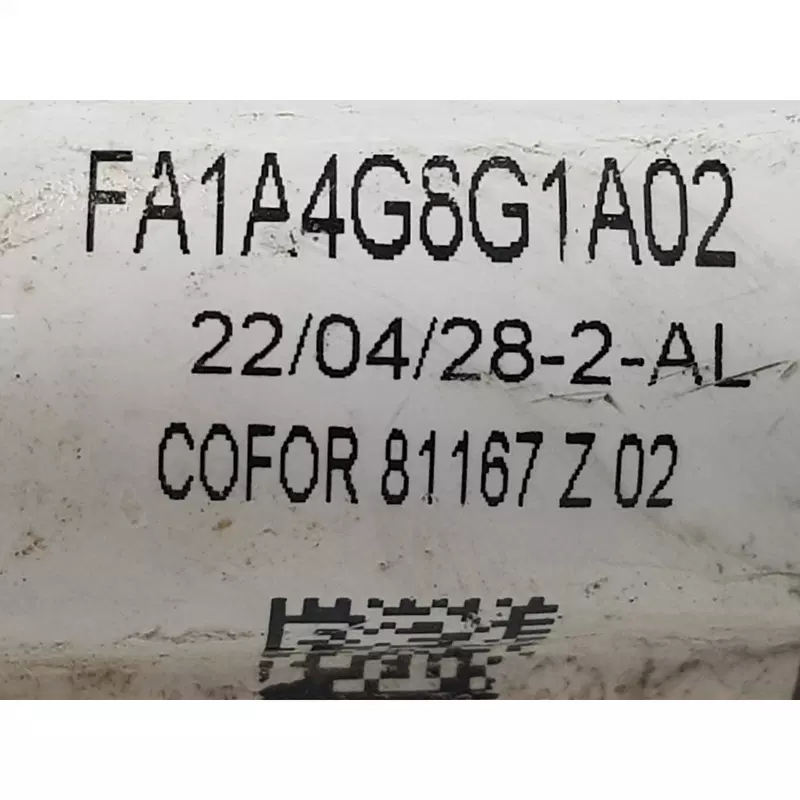 FA1A4G8G1A02
22/04/28-2-AL
COFOR 81167 Z 02